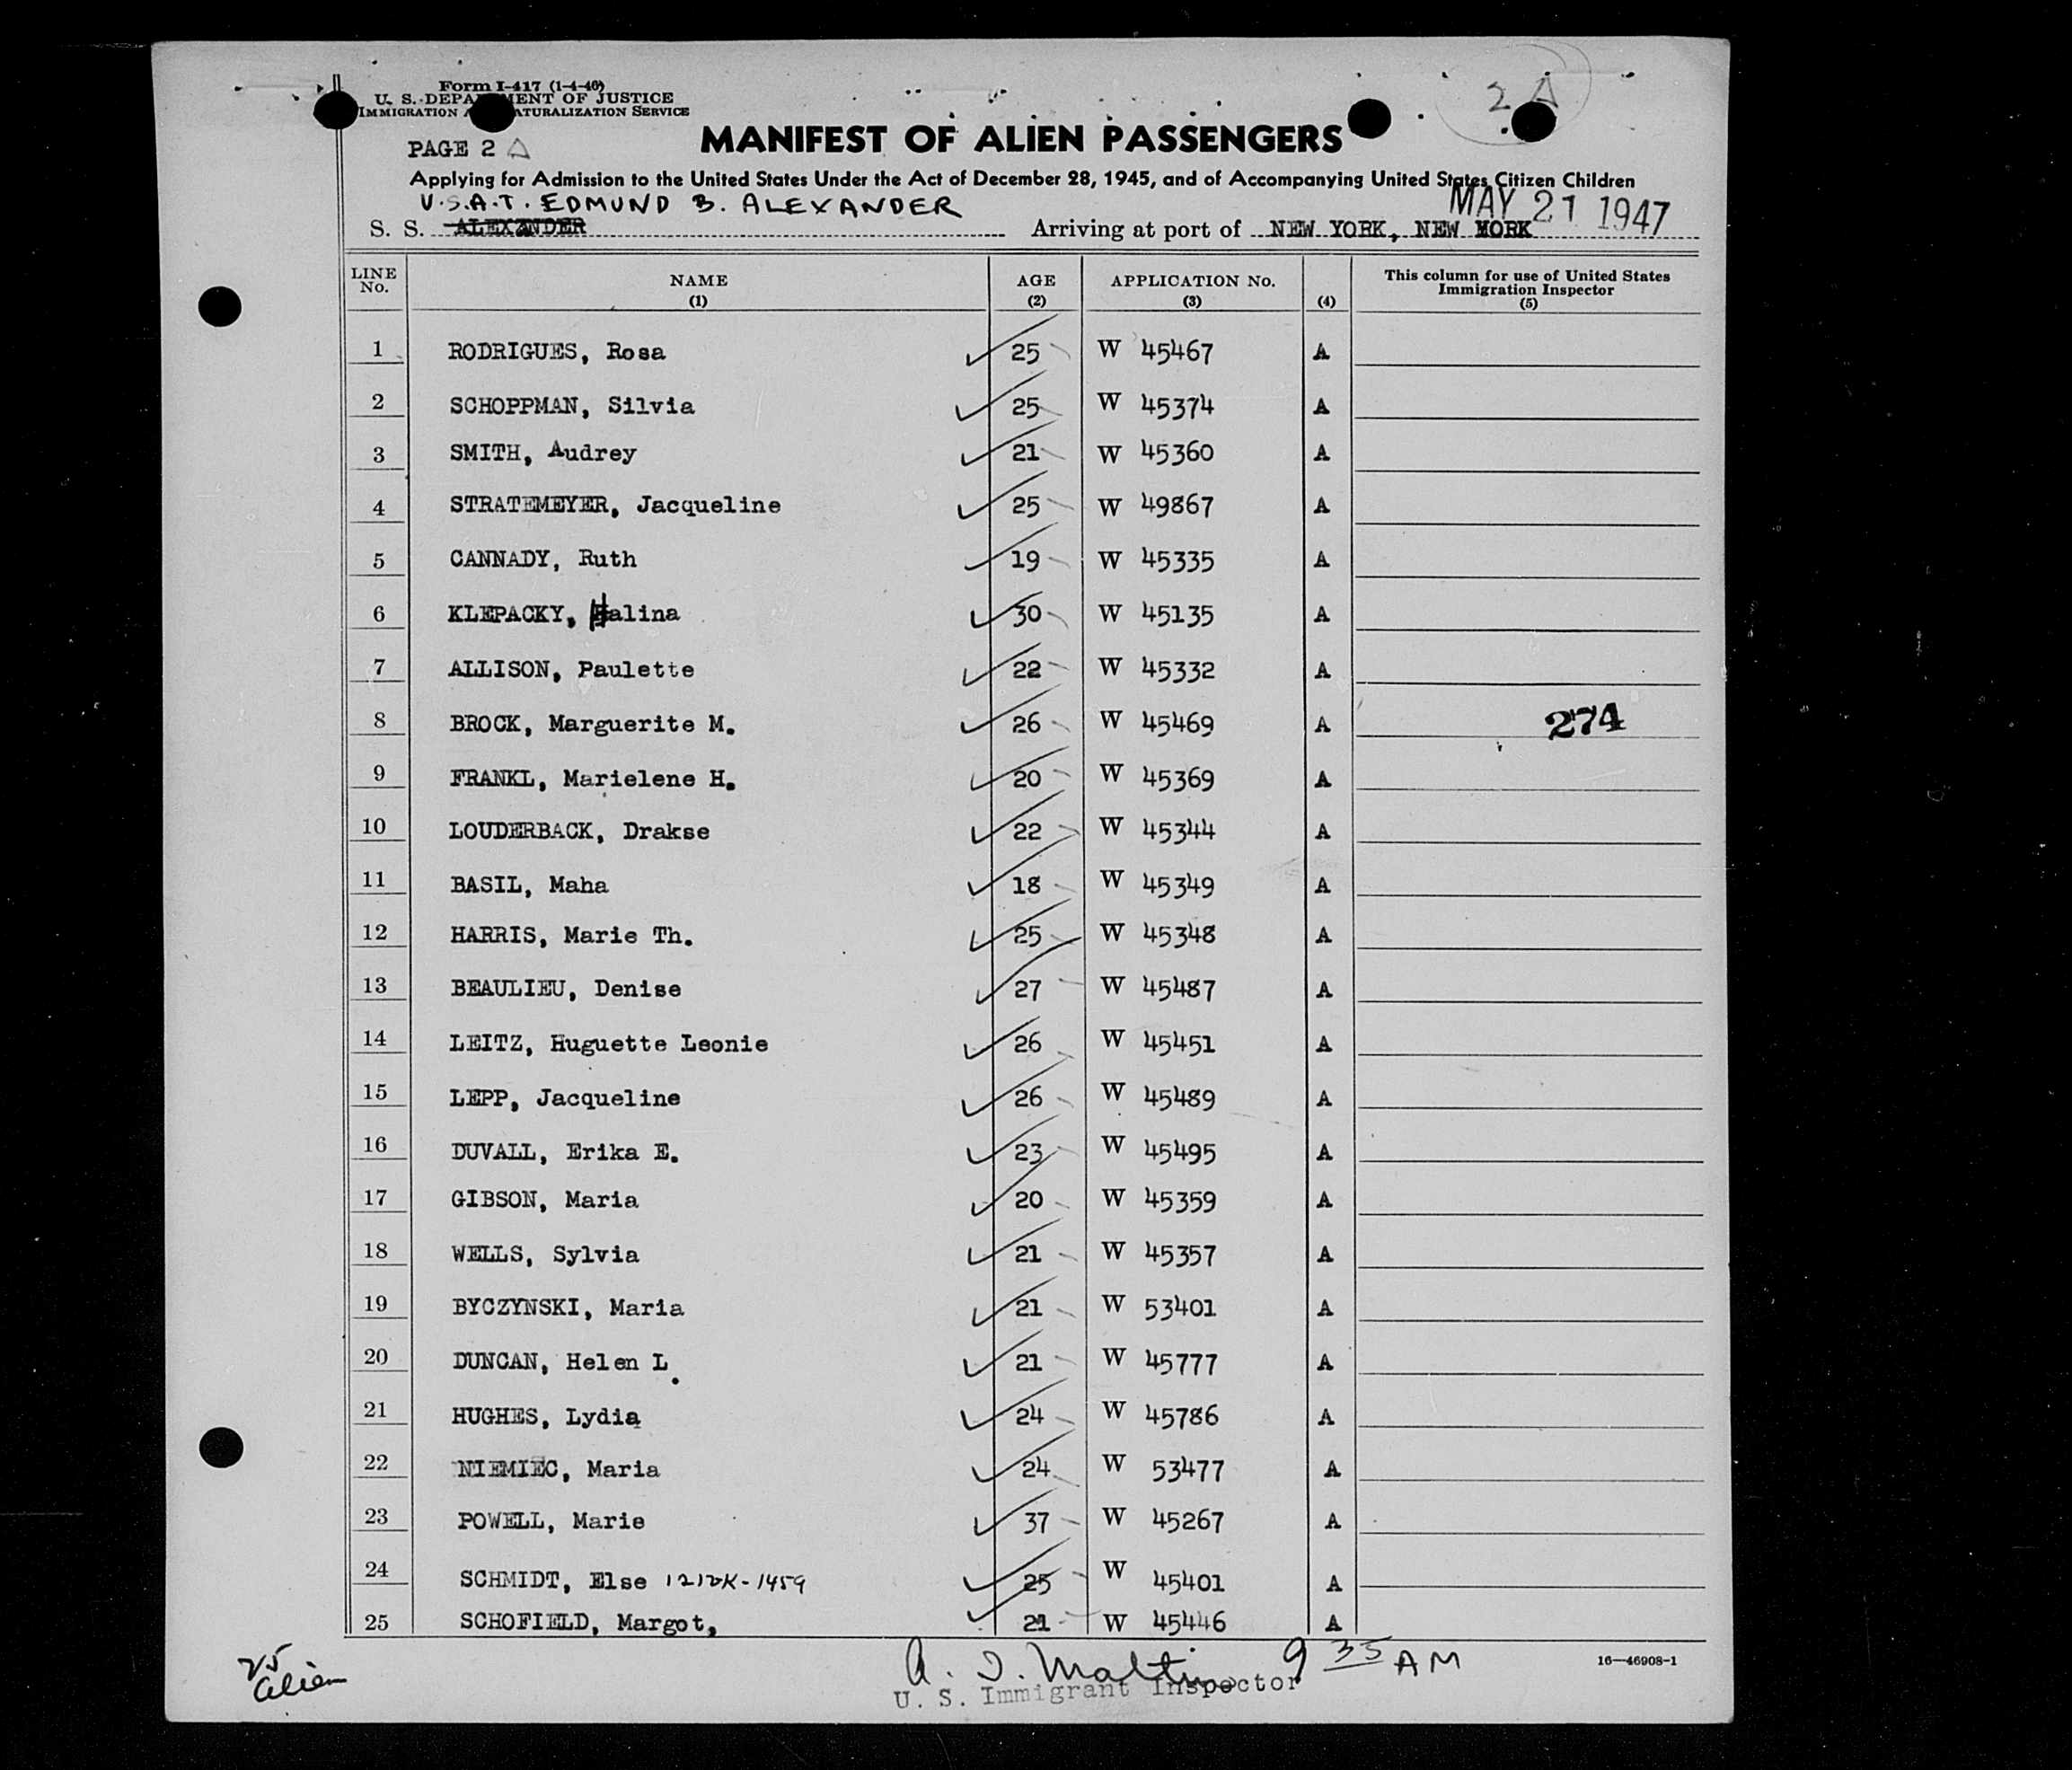 2 A
Form I-417 (1-4-46)
U. S. DEPARTMENT OF JUSTICE
IMMIGRATION NATURALIZATION SERVICE
PAGE 2 A
MANIFEST OF ALIEN PASSENGERS
Applying for Admission to the United States Under the Act of December 28, 1945, and of Accompanying United States Citizen Children
U.S.A.T. EDMUND B. ALEXANDER MAY 21 1947
S. S. ALEXANDER Arriving at port of NEW YORK, NEW YORK
LINE No. NAME (1) AGE (2) APPLICATION No. (3) (4) This column for use of United States Immigration Inspector (5)
1 RODRIGUES, Rosa 25 W 45467 A
2 SCHOPPMAN, Silvia 25 W 45374 A
3 SMITH, Audrey 21 W 45360 A
4 STRATEMEYER, Jacqueline 25 W 49867 A
5 CANNADY, Ruth 19 W 45335 A
6 KLEPACKY, Halina 30 W 45135 A
7 ALLISON, Paulette 22 W 45332 A
8 BROCK, Marguerite M. 26 W 45469 A 274
9 FRANKL, Marielene H. 20 W 45369 A
10 LOUDERBACK, Drakse 22 W 45344 A
11 BASIL, Maha 18 W 45349 A
12 HARRIS, Marie Th. 25 W 45348 A
13 BEAULIEU, Denise 27 W 45487 A
14 LEITZ, Huguette Leonie 26 W 45451 A
15 LEPP, Jacqueline 26 W 45489 A
16 DUVALL, Erika E. 23 W 45495 A
17 GIBSON, Maria 20 W 45359 A
18 WELLS, Sylvia 21 W 45357 A
19 BYCZYNSKI, Maria 21 W 53401 A
20 DUNCAN, Helen L. 21 W 45777 A
21 HUGHES, Lydia 24 W 45786 A
22 NIEMIEC, Maria 24 W 53477 A
23 POWELL, Marie 37 W 45267 A
24 SCHMIDT, Else 25 W 45401 A
25 SCHOFIELD, Margot, 21 W 45446 A
25 alien
A. J. 9 35 AM
U. S. Immigrant Inspector
16—46908-1